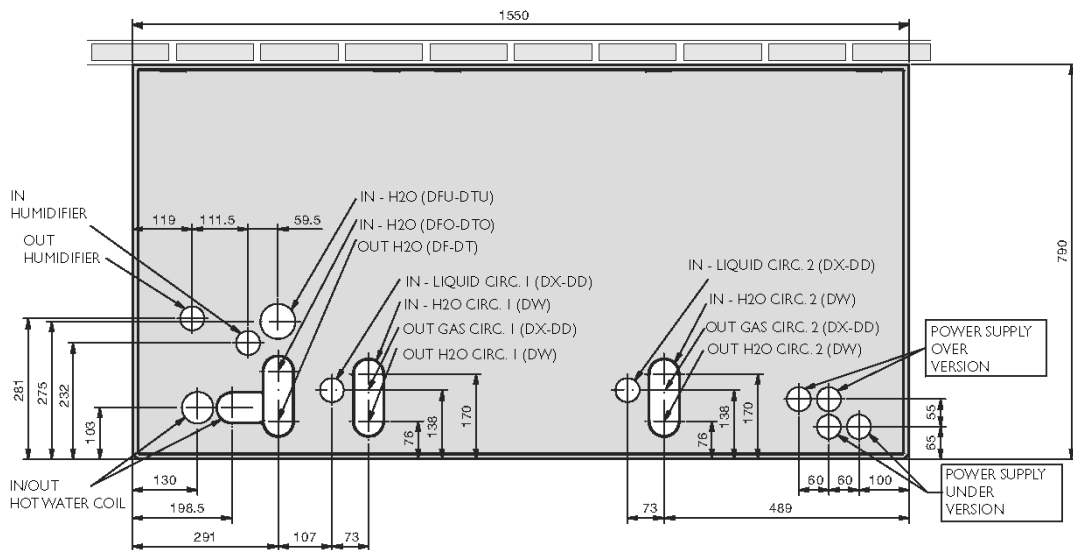 1550
IN
HUMIDIFIER
OUT
HUMIDIFIER
119
111.5
59.5
IN - H2O (DFU-DTU)
IN - H2O (DFO-DTO)
OUT H2O (DF-DT)
IN - LIQUID CIRC. 1 (DX-DD)
IN - H2O CIRC. 1 (DW)
OUT GAS CIRC. 1 (DX-DD)
OUT H2O CIRC. 1 (DW)
IN - LIQUID CIRC. 2 (DX-DD)
IN - H2O CIRC. 2 (DW)
OUT GAS CIRC. 2 (DX-DD)
OUT H2O CIRC. 2 (DW)
790
POWER SUPPLY
OVER
VERSION
281
275
232
103
76
138
170
76
138
170
55
65
IN/OUT
HOT WATER COIL
130
198.5
291
107
73
73
489
60
60
100
POWER SUPPLY
UNDER
VERSION